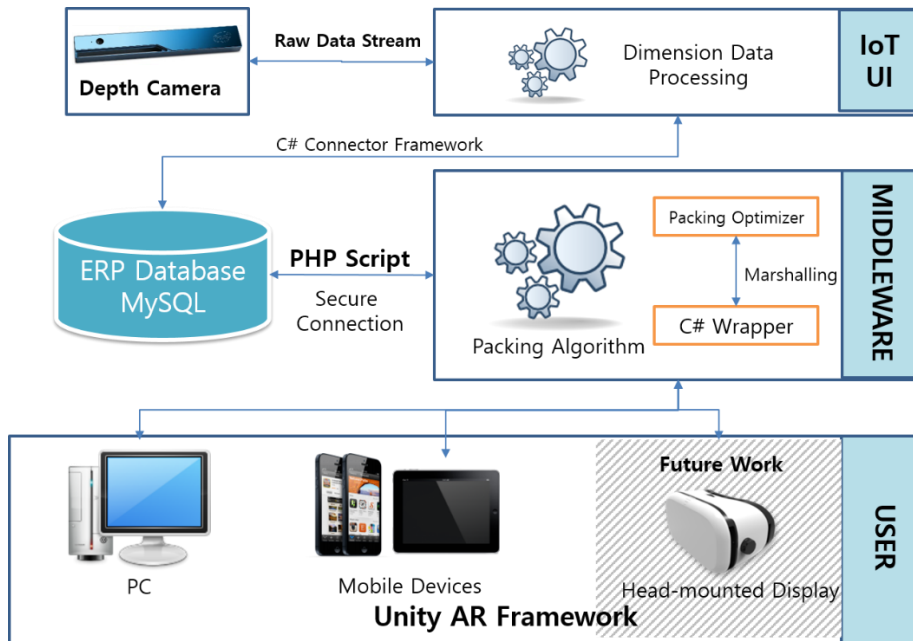 Raw Data Stream
Depth Camera
Dimension Data
Processing
IoT
UI
C# Connector Framework
ERP Database
MySQL
PHP Script
Secure
Connection
Packing Algorithm
Packing Optimizer
Marshalling
C# Wrapper
MIDDLEWARE
PC
Mobile Devices
Future Work
Head-mounted Display
Unity AR Framework
USER